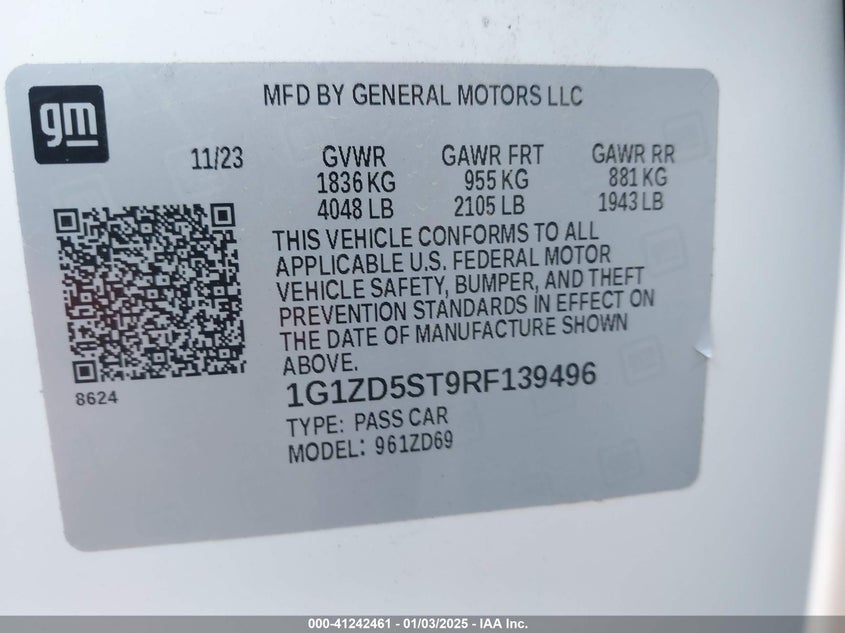 gm
MFD BY GENERAL MOTORS LLC
11/23 GVWR GAWR FRT GAWR RR
1836 KG 955 KG 881 KG
4048 LB 2105 LB 1943 LB
THIS VEHICLE CONFORMS TO ALL
APPLICABLE U.S. FEDERAL MOTOR
VEHICLE SAFETY, BUMPER, AND THEFT
PREVENTION STANDARDS IN EFFECT ON
THE DATE OF MANUFACTURE SHOWN
ABOVE.
8624
1G1ZD5ST9RF139496
TYPE: PASS CAR
MODEL: 961ZD69
000-41242461 - 01/03/2025 - IAA Inc.